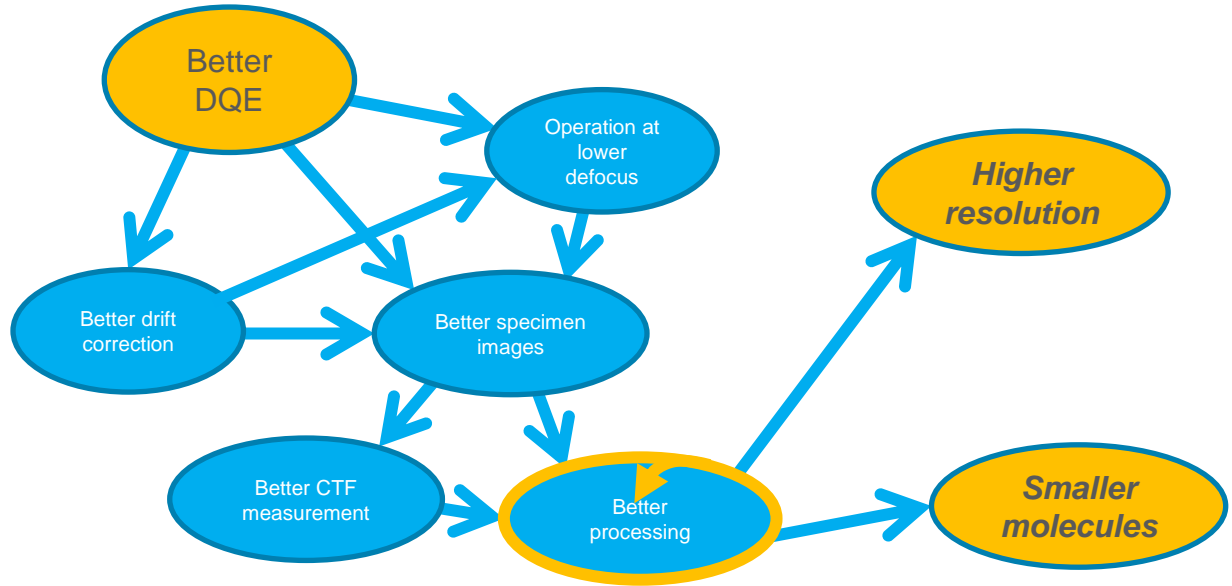 Better
DQE
Operation at
lower
defocus
Higher
resolution
Better drift
correction
Better specimen
images
Better CTF
measurement
Better
processing
Smaller
molecules